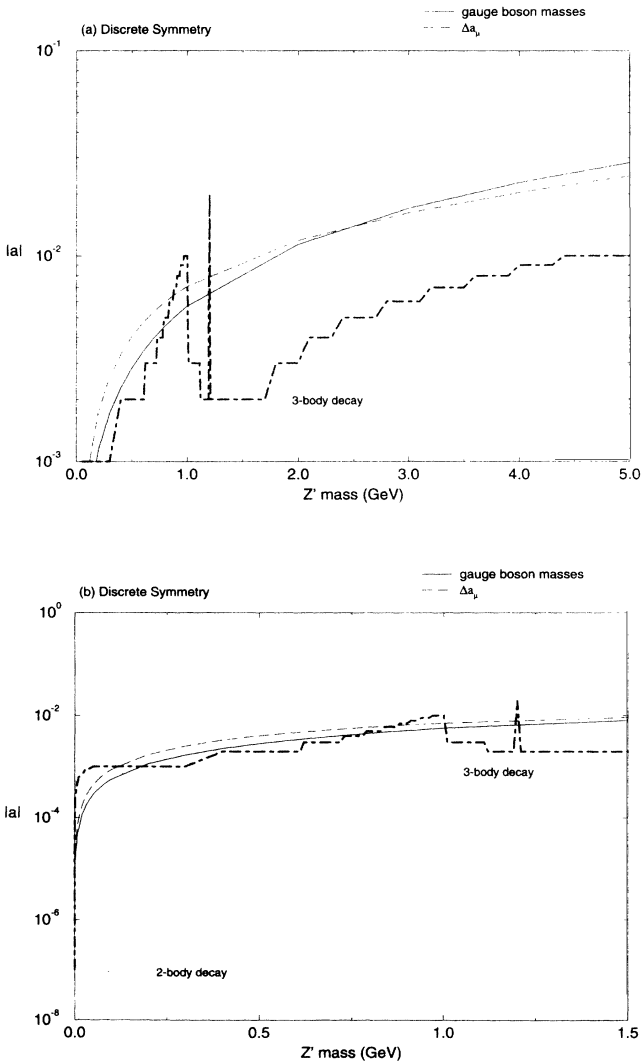 (a) Discrete Symmetry
gauge boson masses
Δaμ
10^-1
10^-2
10^-3
|a|
3-body decay
0.0 1.0 2.0 3.0 4.0 5.0
Z' mass (GeV)
(b) Discrete Symmetry
gauge boson masses
Δaμ
10^0
10^-2
10^-4
10^-6
10^-8
|a|
3-body decay
2-body decay
0.0 0.5 1.0 1.5
Z' mass (GeV)